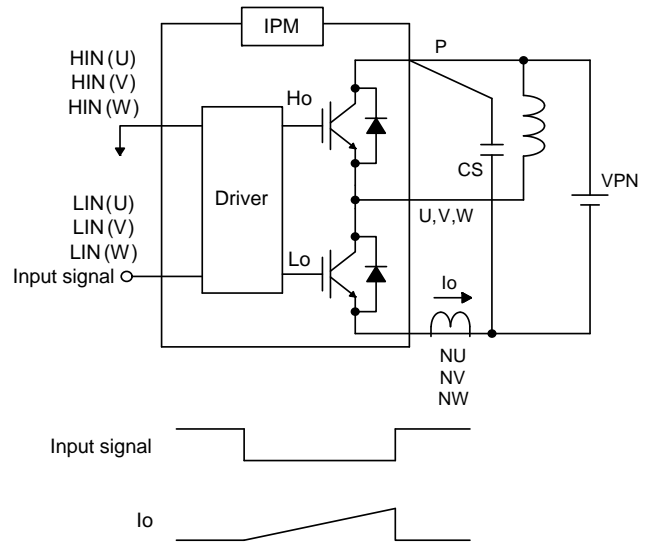 IPM
P
HIN(U)
HIN(V)
HIN(W)
Ho
CS
VPN
Driver
LIN(U)
LIN(V)
LIN(W)
Input signal
U,V,W
Lo
Io
NU
NV
NW
Input signal
Io